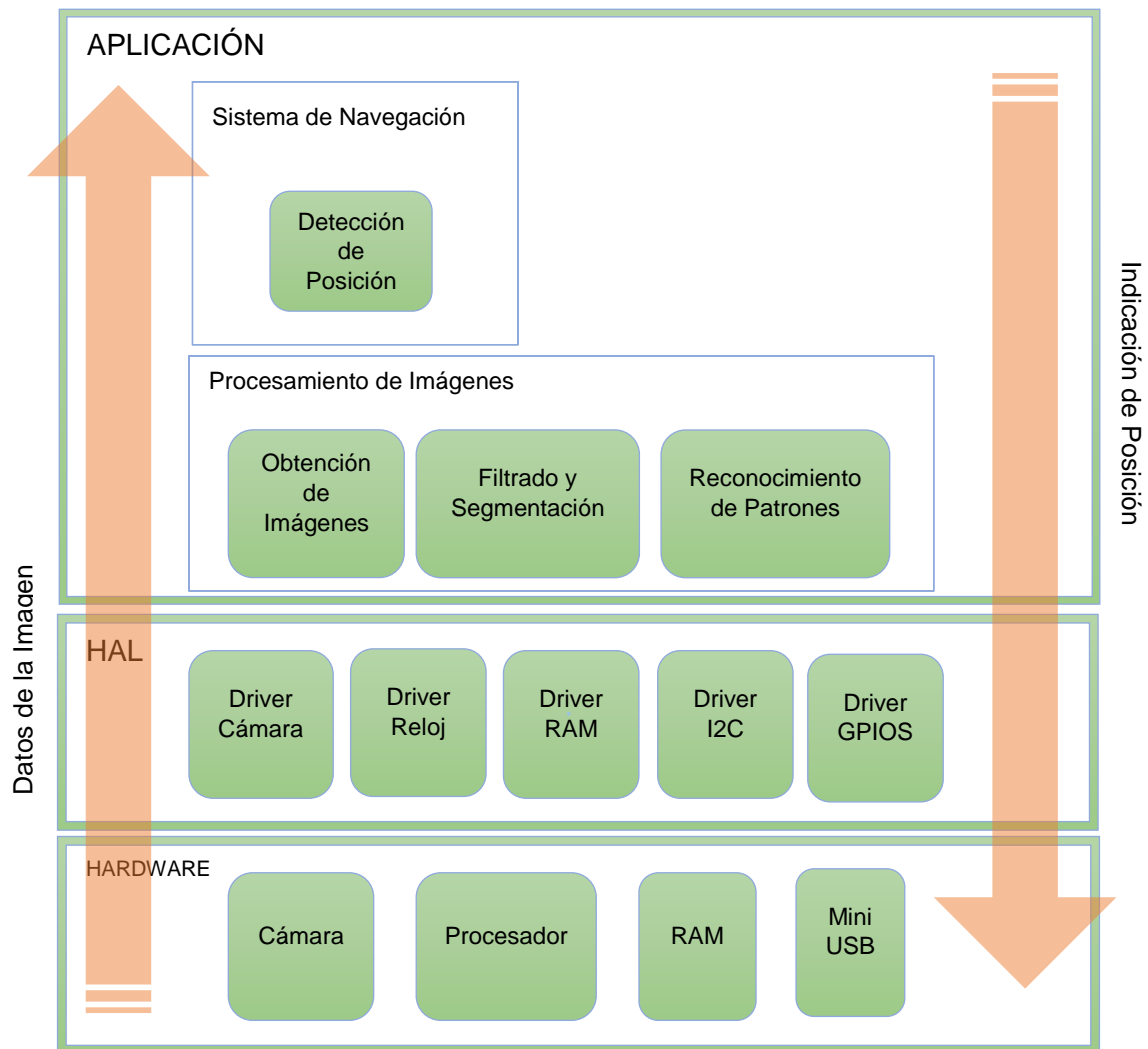 APLICACIÓN
Sistema de Navegación
Detección
de
Posición
Procesamiento de Imágenes
Obtención
de
Imágenes
Filtrado y
Segmentación
Reconocimiento
de Patrones
Datos de la Imagen
Indicación de Posición
HAL
Driver
Cámara
Driver
Reloj
Driver
RAM
Driver
I2C
Driver
GPIOS
HARDWARE
Cámara
Procesador
RAM
Mini
USB